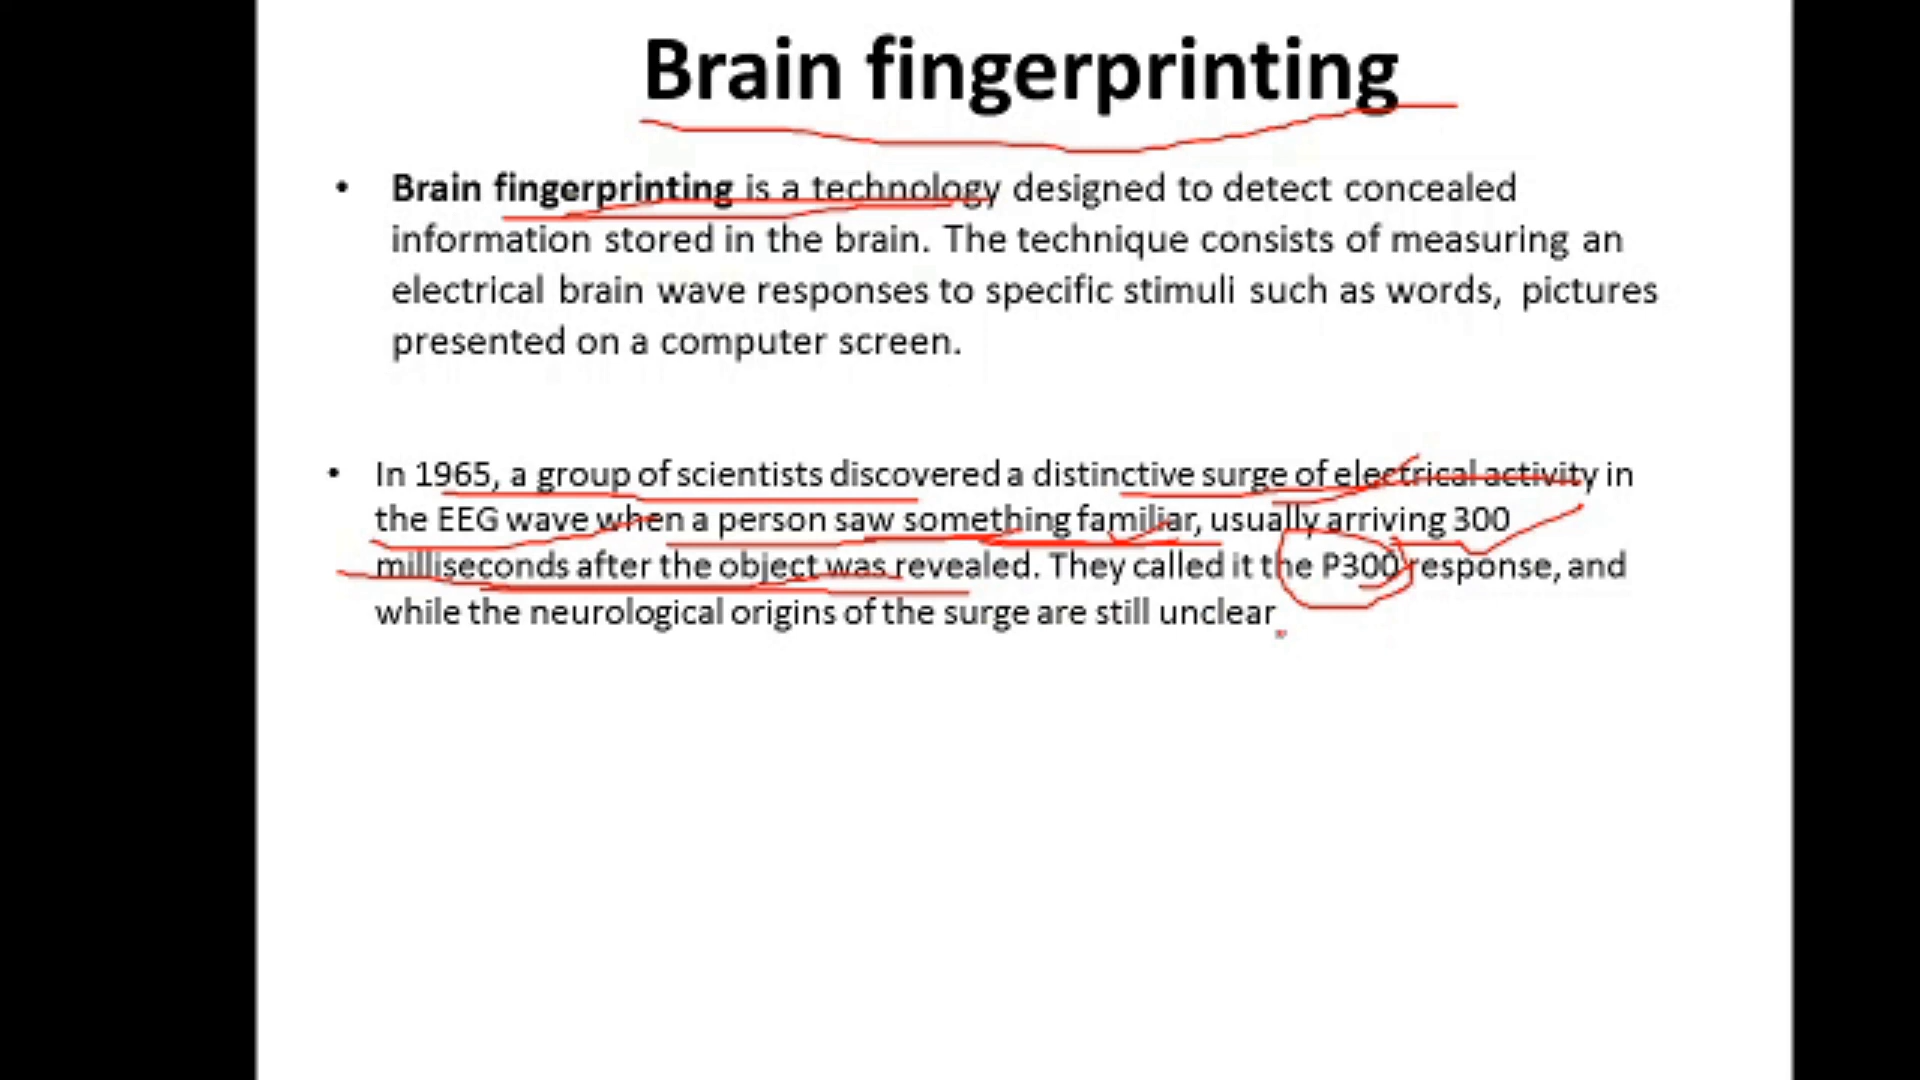 Brain fingerprinting
• Brain fingerprinting is a technology designed to detect concealed
information stored in the brain. The technique consists of measuring an
electrical brain wave responses to specific stimuli such as words, pictures
presented on a computer screen.
• In 1965, a group of scientists discovered a distinctive surge of electrical activity in
the EEG wave when a person saw something familiar, usually arriving 300
milliseconds after the object was revealed. They called it the P300 response, and
while the neurological origins of the surge are still unclear